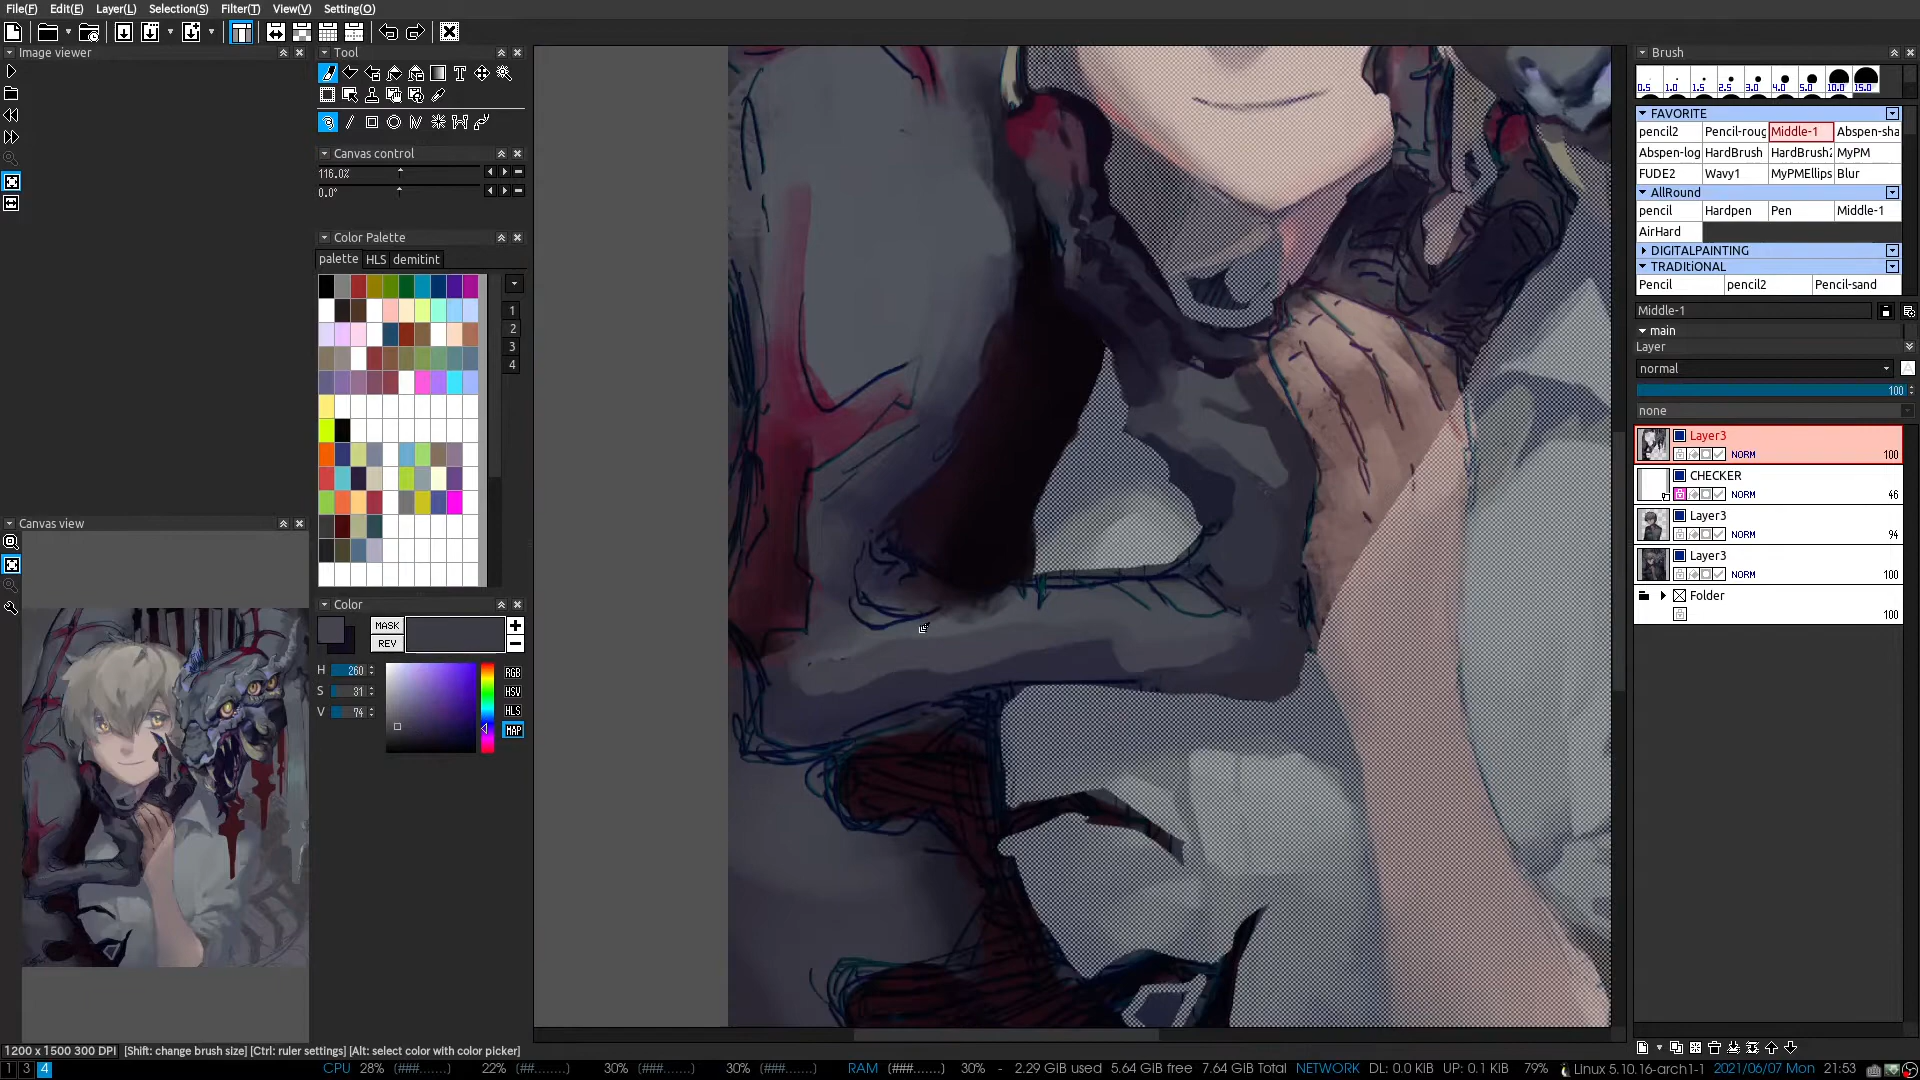 File(F) Edit(E) Layer(L) Selection(S) Filter(T) View(V) Setting(O)
Image viewer
Tool
Canvas control
116.0%
0.0°
Color Palette
palette HLS demitint
1
2
3
4
Canvas view
Color
MASK
REV
H 260
S 31
V 74
RGB
HSV
HLS
MAP
Brush
0.5 1.0 1.5 2.5 3.0 4.0 5.0 10.0 15.0
FAVORITE
pencil2 Pencil-roug Middle-1 Abspen-sha
Abspen-log HardBrush HardBrush2 MyPM
FUDE2 Wavy1 MyPMEllips Blur
AllRound
pencil Hardpen Pen Middle-1
AirHard
DIGITALPAINTING
TRADItiONAL
Pencil pencil2 Pencil-sand
Middle-1
main
Layer
normal
100
none
Layer3
NORM 100
CHECKER
NORM 46
Layer3
NORM 94
Layer3
NORM 100
Folder
100
1200 x 1500 300 DPI [Shift: change brush size] [Ctrl: ruler settings] [Alt: select color with color picker]
1 3 4 CPU 28% (###.......) 22% (##........) 30% (###.......) 30% (###.......) RAM (###.......) 30% - 2.29 GiB used 5.64 GiB free 7.64 GiB Total NETWORK DL: 0.0 KiB UP: 0.1 KiB 79% Linux 5.10.16-arch1-1 2021/06/07 Mon 21:53